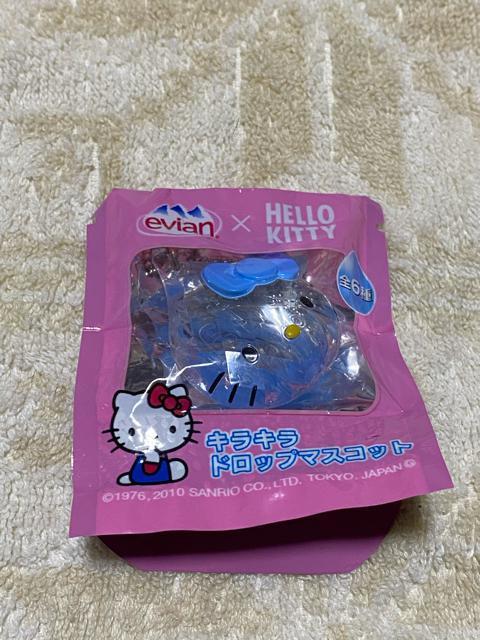 evian. × HELLO KITTY
全6種
キラキラ
ドロップマスコット
©1976, 2010 SANRIO CO., LTD. TOKYO, JAPAN Ⓖ